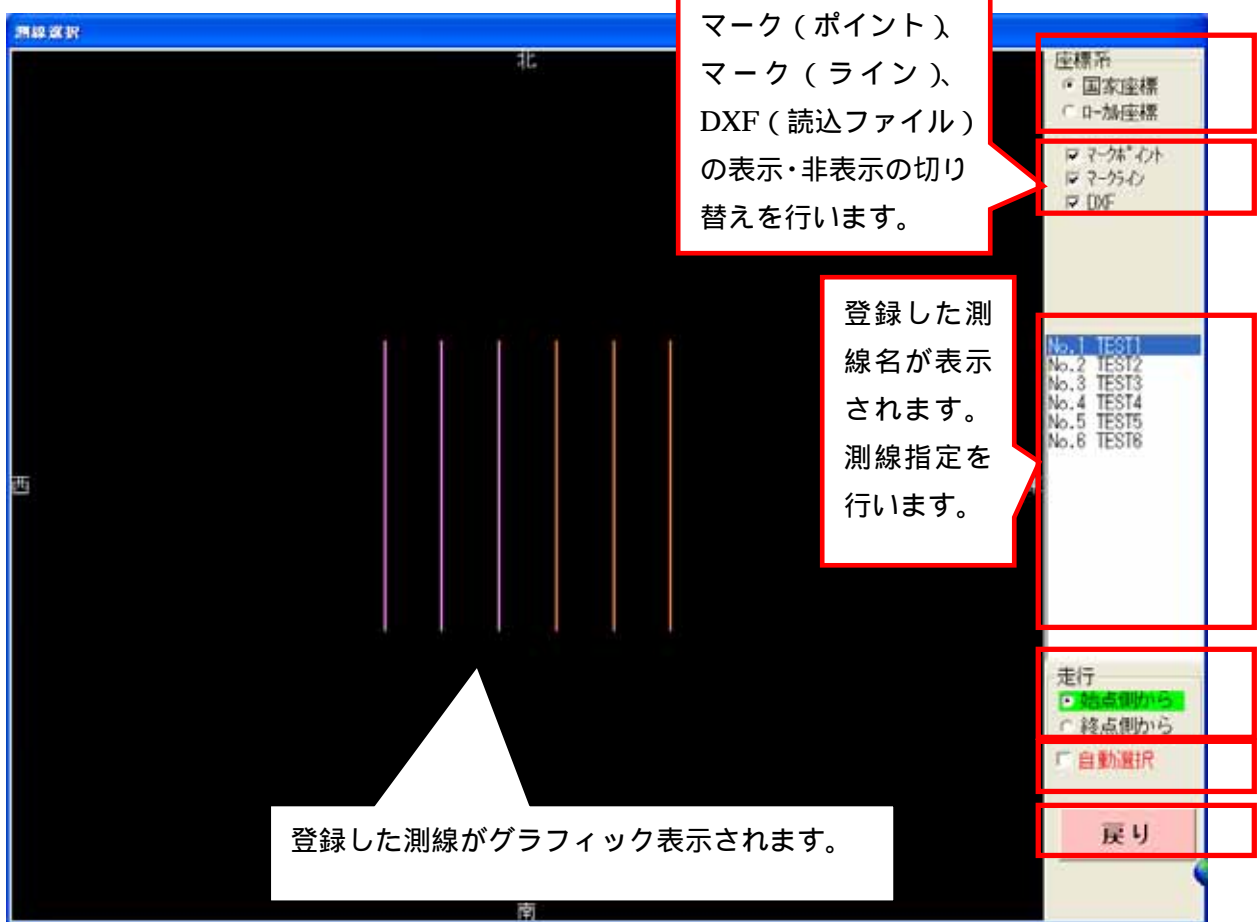 測線選択
北
マーク(ポイント)、
マーク(ライン)、
DXF(読込ファイル)
の表示・非表示の切り
替えを行います。
座標系
国家座標
ローカル座標
マークポイント
マークライン
DXF
登録した測
線名が表示
されます。
測線指定を
行います。
No.1 TEST1
No.2 TEST2
No.3 TEST3
No.4 TEST4
No.5 TEST5
No.6 TEST6
西
走行
始点側から
終点側から
自動選択
登録した測線がグラフィック表示されます。
戻り
南